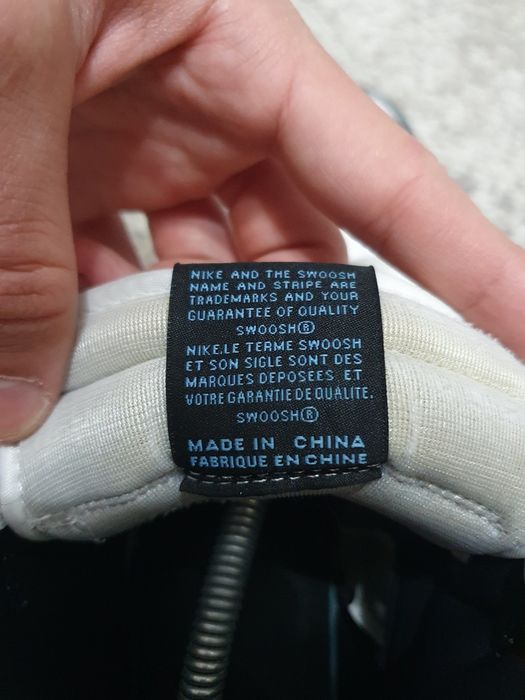 NIKE AND THE SWOOSH
NAME AND STRIPE ARE
TRADEMARKS AND YOUR
GUARANTEE OF QUALITY
SWOOSH®
NIKE,LE TERME SWOOSH
ET SON SIGLE SONT DES
MARQUES DEPOSEES ET
VOTRE GARANTIE DE QUALITE.
SWOOSH®
MADE IN CHINA
FABRIQUE EN CHINE